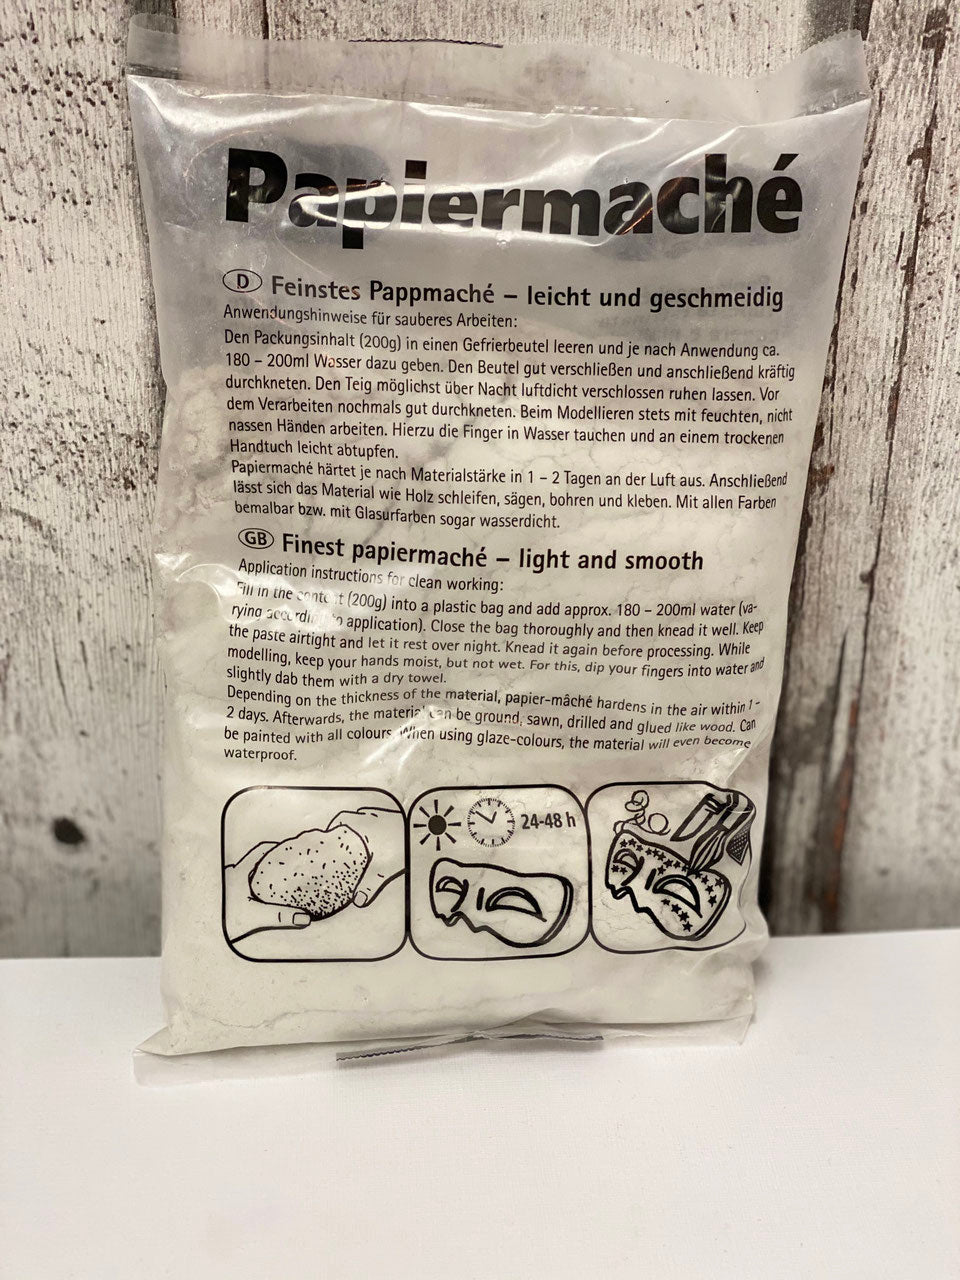 Papiermaché
D Feinstes Pappmaché – leicht und geschmeidig
Anwendungshinweise für sauberes Arbeiten:
Den Packungsinhalt (200g) in einen Gefrierbeutel leeren und je nach Anwendung ca.
180 – 200ml Wasser dazu geben. Den Beutel gut verschließen und anschließend kräftig
durchkneten. Den Teig möglichst über Nacht luftdicht verschlossen ruhen lassen. Vor
dem Verarbeiten nochmals gut durchkneten. Beim Modellieren stets mit feuchten, nicht
nassen Händen arbeiten. Hierzu die Finger in Wasser tauchen und an einem trockenen
Handtuch leicht abtupfen.
Papiermaché härtet je nach Materialstärke in 1 – 2 Tagen an der Luft aus. Anschließend
lässt sich das Material wie Holz schleifen, sägen, bohren und kleben. Mit allen Farben
bemalbar bzw. mit Glasurfarben sogar wasserdicht.
GB Finest papiermaché – light and smooth
Application instructions for clean working:
Fill in the content (200g) into a plastic bag and add approx. 180 – 200ml water (va-
rying according to application). Close the bag thoroughly and then knead it well. Keep
the paste airtight and let it rest over night. Knead it again before processing. While
modelling, keep your hands moist, but not wet. For this, dip your fingers into water and
slightly dab them with a dry towel.
Depending on the thickness of the material, papier-mâché hardens in the air within 1 –
2 days. Afterwards, the material can be ground, sawn, drilled and glued like wood. Can
be painted with all colours. When using glaze-colours, the material will even become
waterproof.
24-48 h